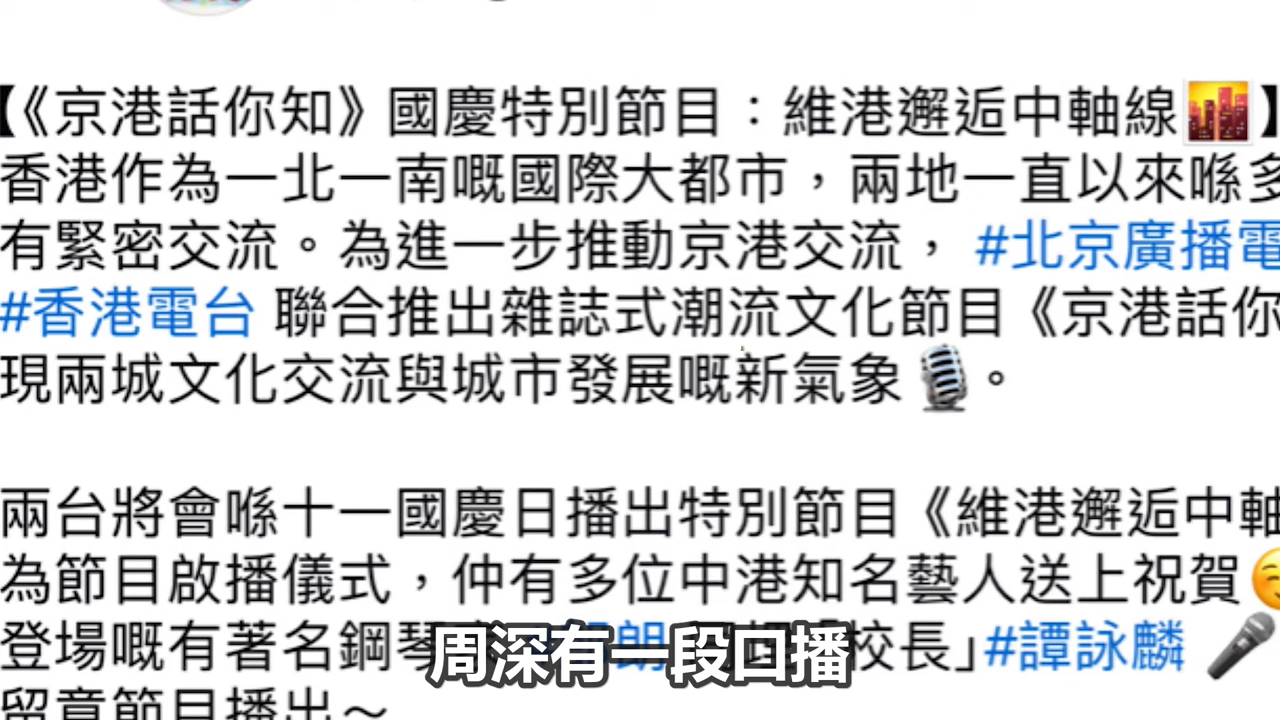 【《京港話你知》國慶特別節目：維港邂逅中軸線🌇】
香港作為一北一南嘅國際大都市，兩地一直以來喺多
有緊密交流。為進一步推動京港交流， #北京廣播電
#香港電台 聯合推出雜誌式潮流文化節目《京港話你
現兩城文化交流與城市發展嘅新氣象🎙️。
兩台將會喺十一國慶日播出特別節目《維港邂逅中軸
為節目啟播儀式，仲有多位中港知名藝人送上祝賀😊
登場嘅有著名鋼琴 朗 校長」#譚詠麟 🎤
留意節目播出～
周深有一段口播